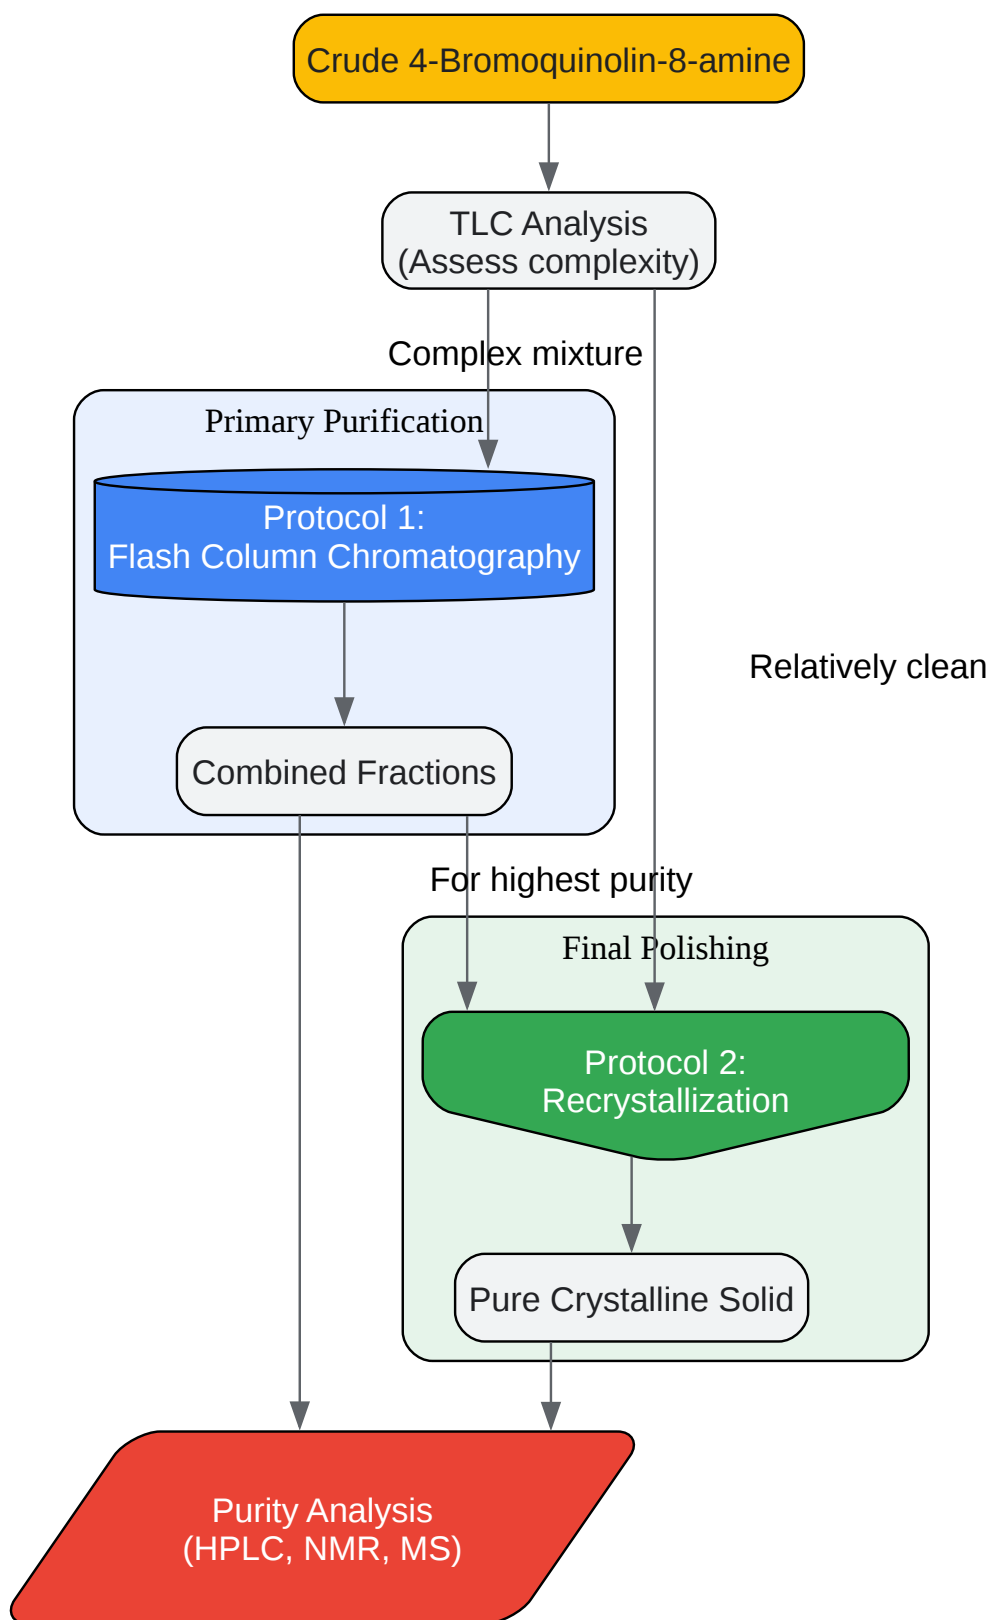 Crude 4-Bromoquinolin-8-amine
TLC Analysis
(Assess complexity)
Complex mixture
Primary Purification
Protocol 1:
Flash Column Chromatography
Relatively clean
Combined Fractions
For highest purity
Final Polishing
Protocol 2:
Recrystallization
Pure Crystalline Solid
Purity Analysis
(HPLC, NMR, MS)